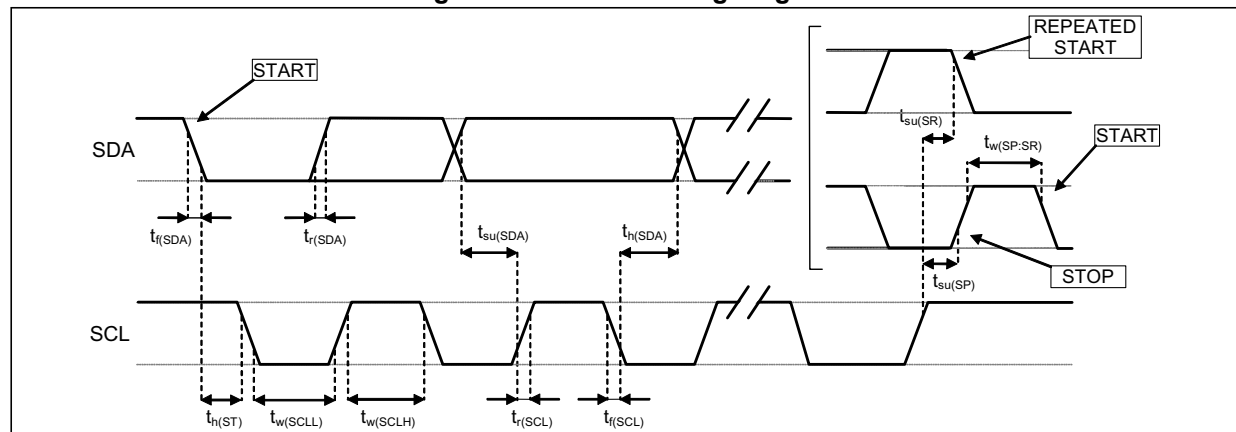 REPEATED
START
START
t_su(SR)
START
SDA
t_w(SP:SR)
t_f(SDA)
t_r(SDA)
t_su(SDA)
t_h(SDA)
t_su(SP)
STOP
SCL
t_h(ST)
t_w(SCLL)
t_w(SCLH)
t_r(SCL)
t_f(SCL)